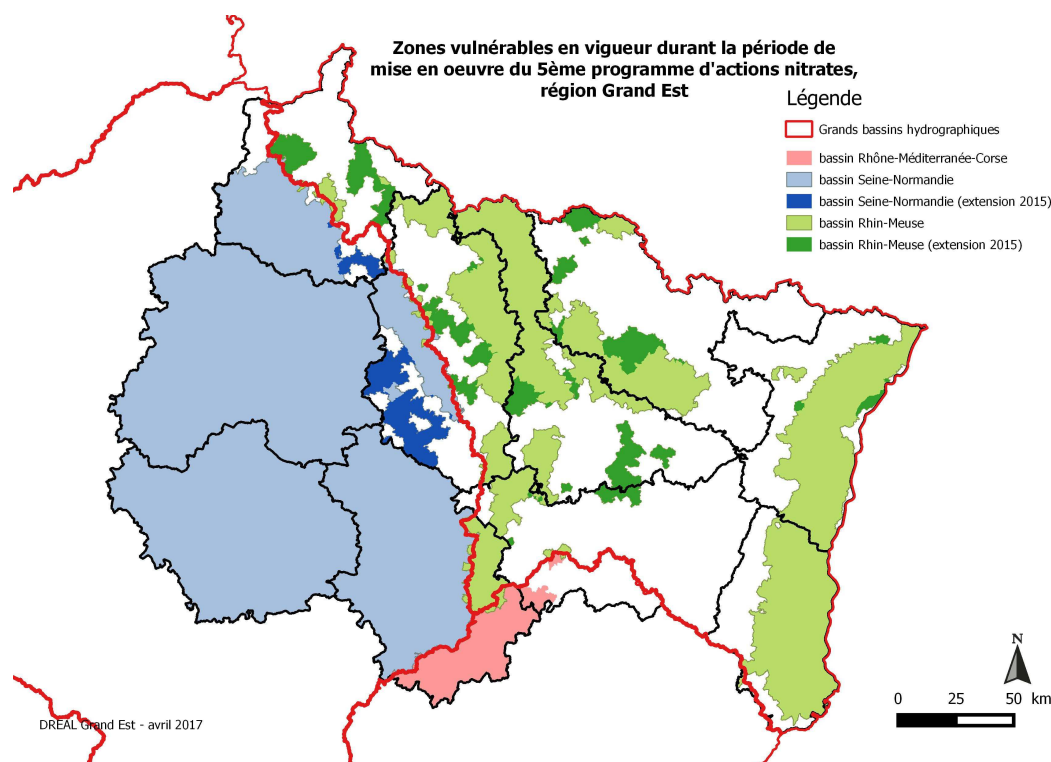 Zones vulnérables en vigueur durant la période de
mise en oeuvre du 5ème programme d'actions nitrates,
région Grand Est
Légende
Grands bassins hydrographiques
bassin Rhône-Méditerranée-Corse
bassin Seine-Normandie
bassin Seine-Normandie (extension 2015)
bassin Rhin-Meuse
bassin Rhin-Meuse (extension 2015)
N
0 25 50 km
DREAL Grand Est - avril 2017